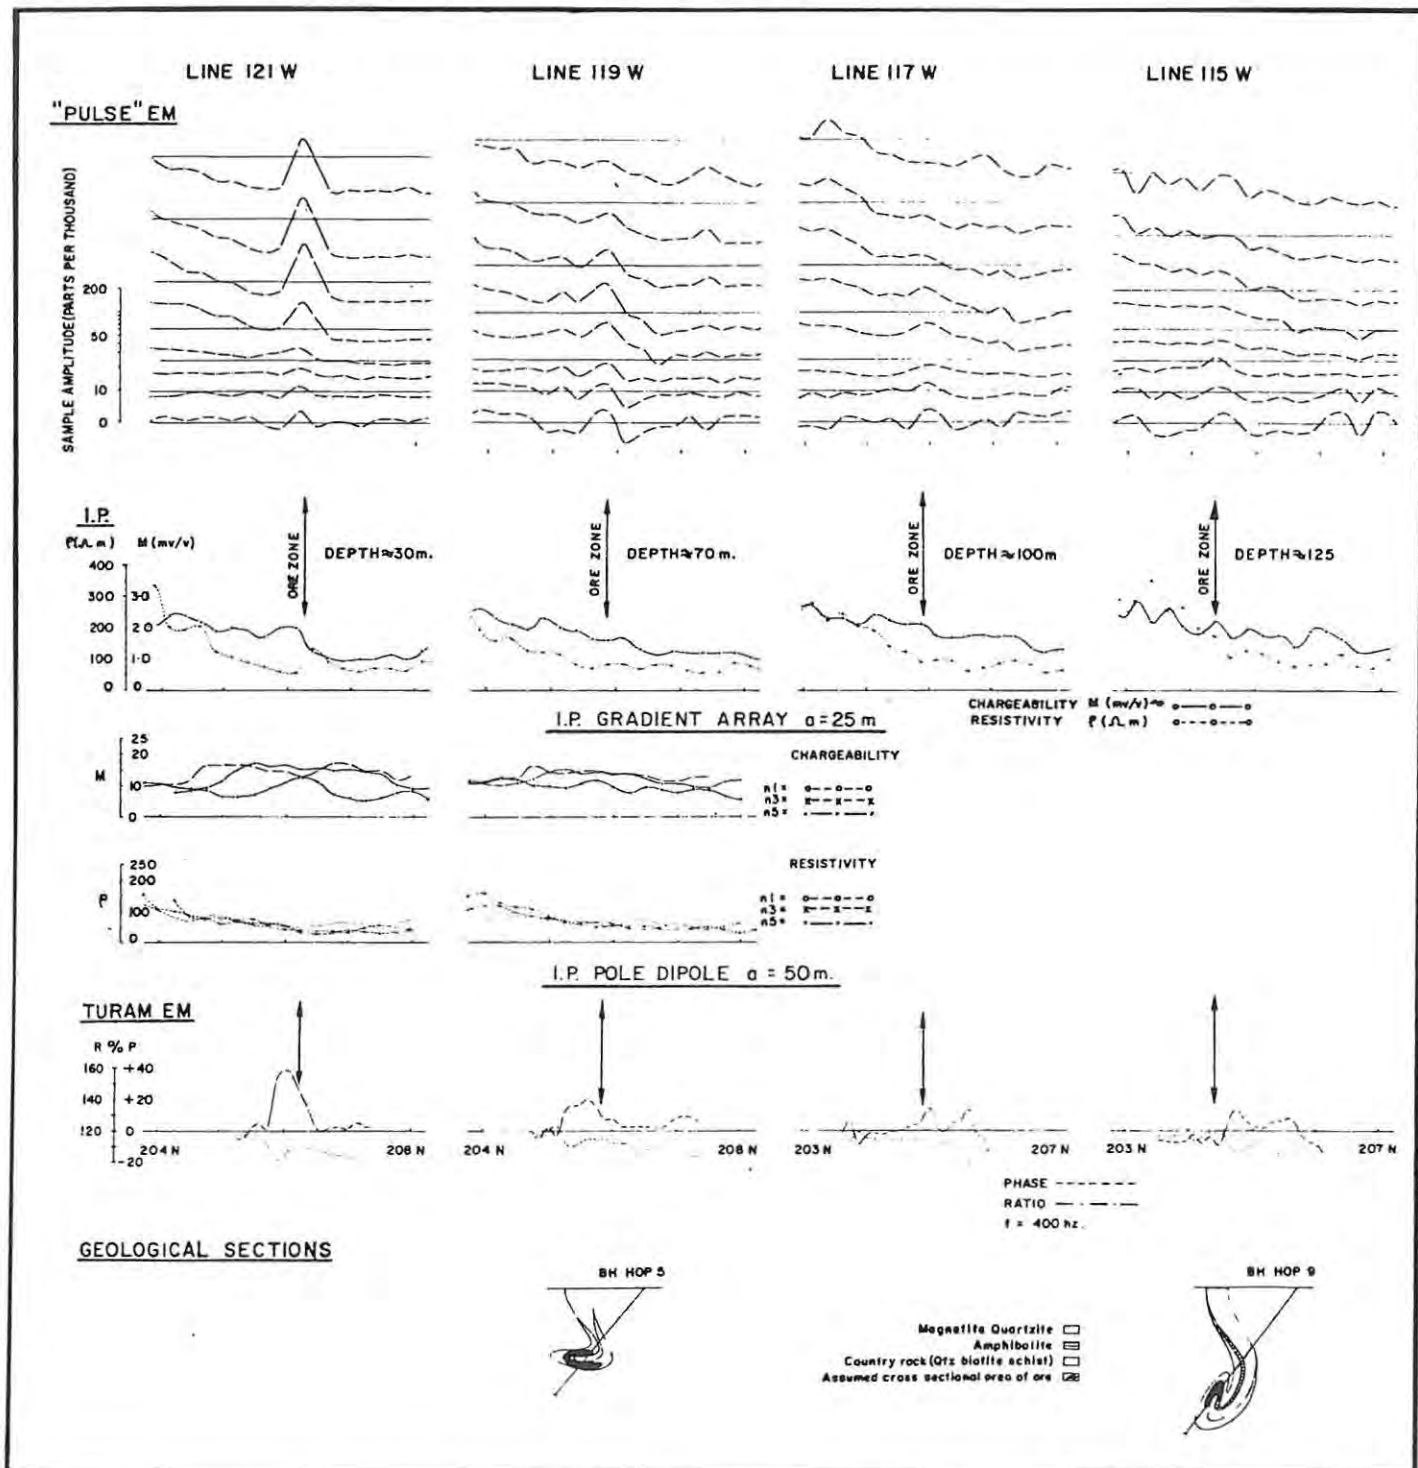 LINE 121 W
LINE 119 W
LINE 117 W
LINE 115 W
"PULSE" EM
SAMPLE AMPLITUDE (PARTS PER THOUSAND)
200
50
10
0
I.P.
ρ(Ω m) M (mv/v)
400
300 3·0
200 2·0
100 1·0
0 0
ORE ZONE
DEPTH≈30m.
ORE ZONE
DEPTH≈70m.
ORE ZONE
DEPTH≈100m
ORE ZONE
DEPTH≈125
CHARGEABILITY M (mv/v)
RESISTIVITY ρ(Ω m)
I.P. GRADIENT ARRAY a = 25 m
M
25
20
10
0
CHARGEABILITY
n1=
n3=
n5=
ρ
250
200
100
0
RESISTIVITY
n1=
n3=
n5=
I.P. POLE DIPOLE a = 50 m.
TURAM EM
R % P
160 +40
140 +20
120 0
-20
204 N
208 N
204 N
208 N
203 N
207 N
203 N
207 N
PHASE
RATIO
f = 400 hz.
GEOLOGICAL SECTIONS
BH HOP 5
BH HOP 9
Magnetite Quartzite
Amphibolite
Country rock (Qtz biotite schist)
Assumed cross sectional area of ore